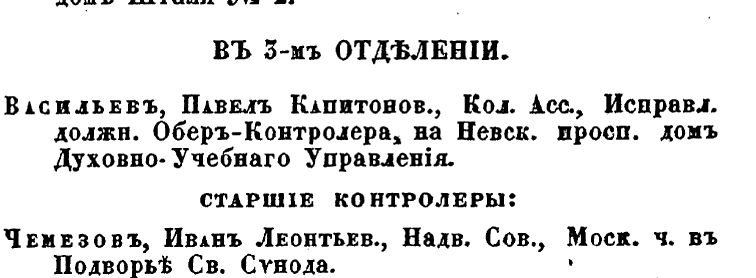 ВЪ 3-мъ ОТДѢЛЕНІИ.
Васильевъ, Павелъ Капитонов., Кол. Асс., Исправл.
должн. Оберъ-Контролера, на Невск. просп. домъ
Духовно-Учебнаго Управленія.
СТАРШІЕ КОНТРОЛЕРЫ:
Чемезовъ, Иванъ Леонтьев., Надв. Сов., Моск. ч. въ
Подворьѣ Св. Сѵнода.